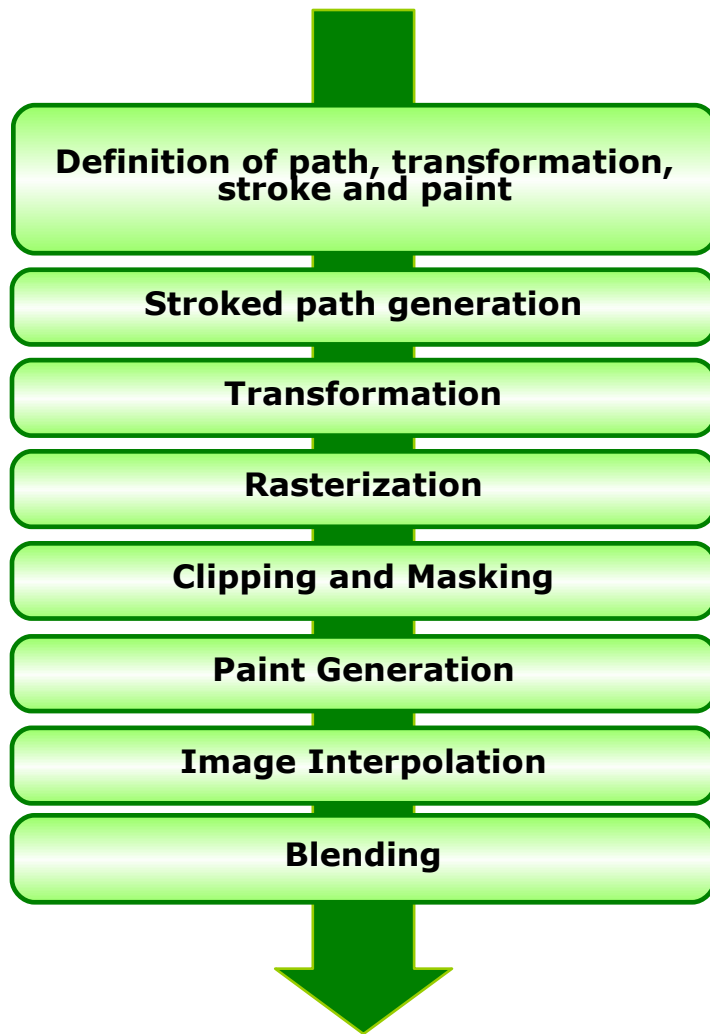 Definition of path, transformation,
stroke and paint
Stroked path generation
Transformation
Rasterization
Clipping and Masking
Paint Generation
Image Interpolation
Blending